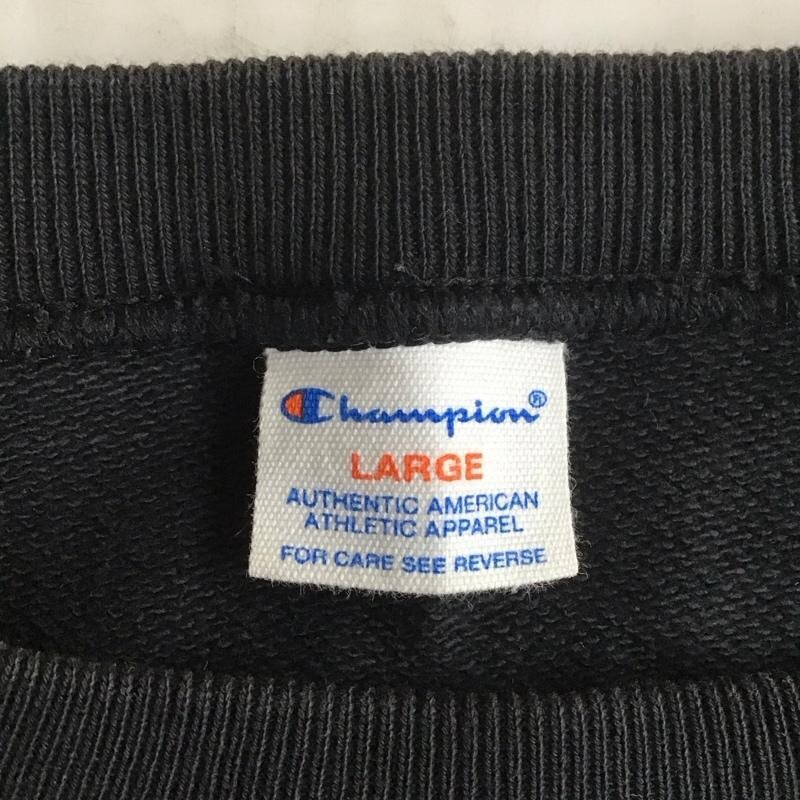 Champion®
LARGE
AUTHENTIC AMERICAN
ATHLETIC APPAREL
FOR CARE SEE REVERSE